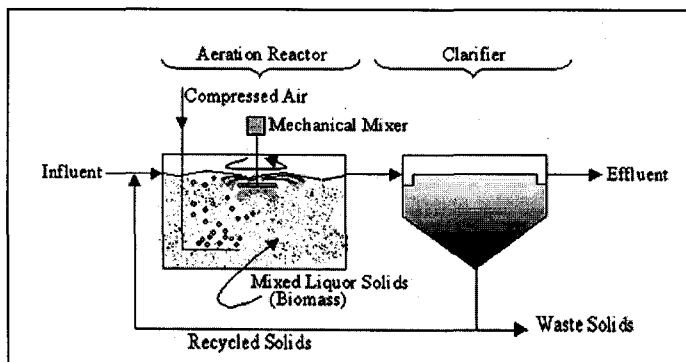 Aeration Reactor
Clarifier
Compressed Air
Mechanical Mixer
Influent
Effluent
Mixed Liquor Solids
(Biomass)
Waste Solids
Recycled Solids